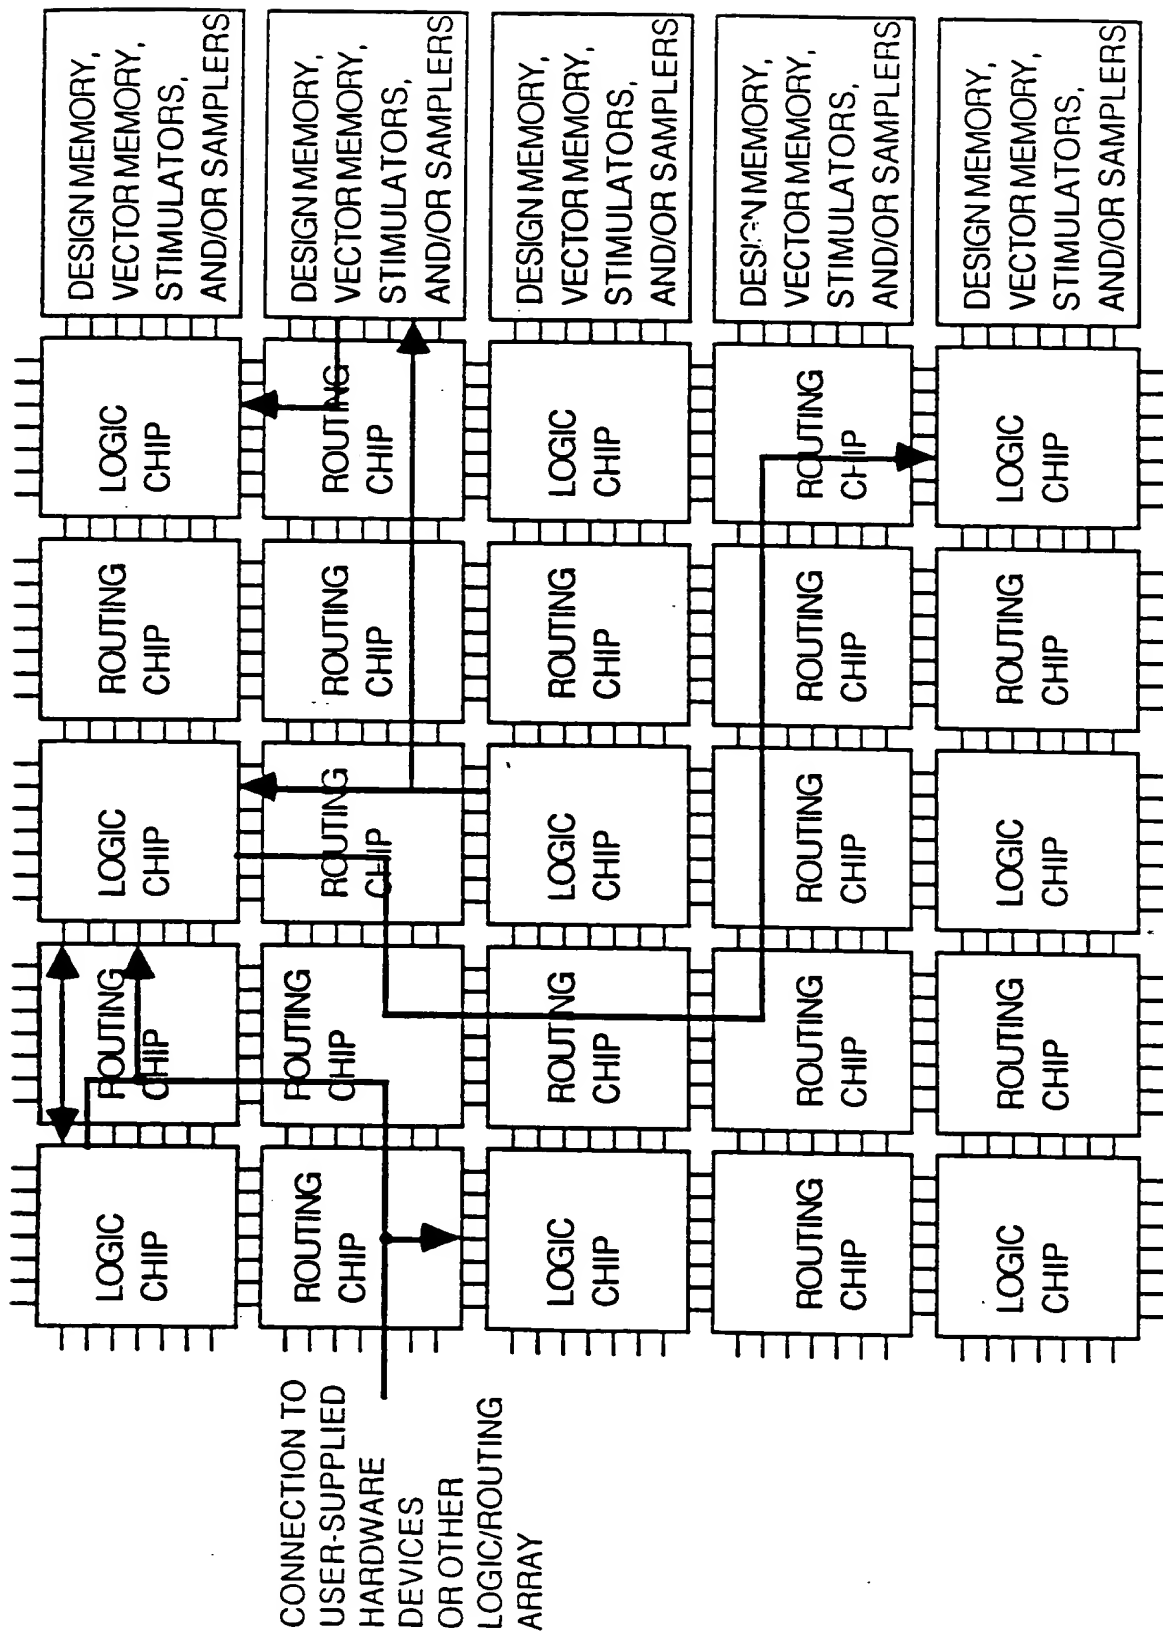 LOGIC
CHIP
ROUTING
CHIP
LOGIC
CHIP
ROUTING
CHIP
LOGIC
CHIP
DESIGN MEMORY,
VECTOR MEMORY,
STIMULATORS,
AND/OR SAMPLERS
CONNECTION TO
USER-SUPPLIED
HARDWARE
DEVICES
OR OTHER
LOGIC/ROUTING
ARRAY
ROUTING
CHIP
ROUTING
CHIP
ROUTING
CHIP
ROUTING
CHIP
ROUTING
CHIP
DESIGN MEMORY,
VECTOR MEMORY,
STIMULATORS,
AND/OR SAMPLERS
LOGIC
CHIP
ROUTING
CHIP
LOGIC
CHIP
ROUTING
CHIP
LOGIC
CHIP
DESIGN MEMORY,
VECTOR MEMORY,
STIMULATORS,
AND/OR SAMPLERS
ROUTING
CHIP
ROUTING
CHIP
ROUTING
CHIP
ROUTING
CHIP
ROUTING
CHIP
DESIGN MEMORY,
VECTOR MEMORY,
STIMULATORS,
AND/OR SAMPLERS
LOGIC
CHIP
ROUTING
CHIP
LOGIC
CHIP
ROUTING
CHIP
LOGIC
CHIP
DESIGN MEMORY,
VECTOR MEMORY,
STIMULATORS,
AND/OR SAMPLERS